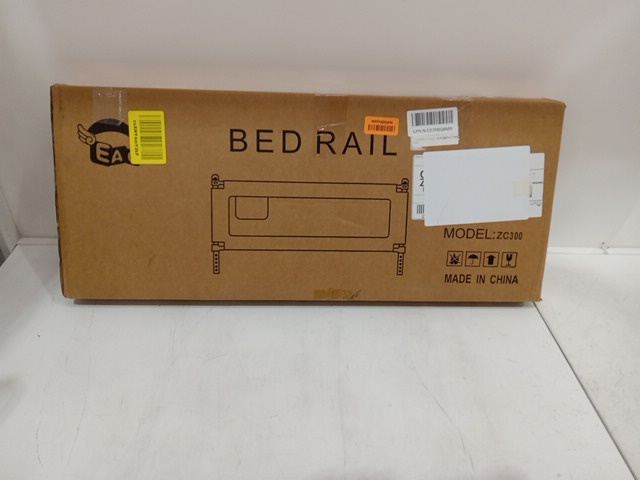 EA
BED RAIL
MODEL:ZC300
MADE IN CHINA